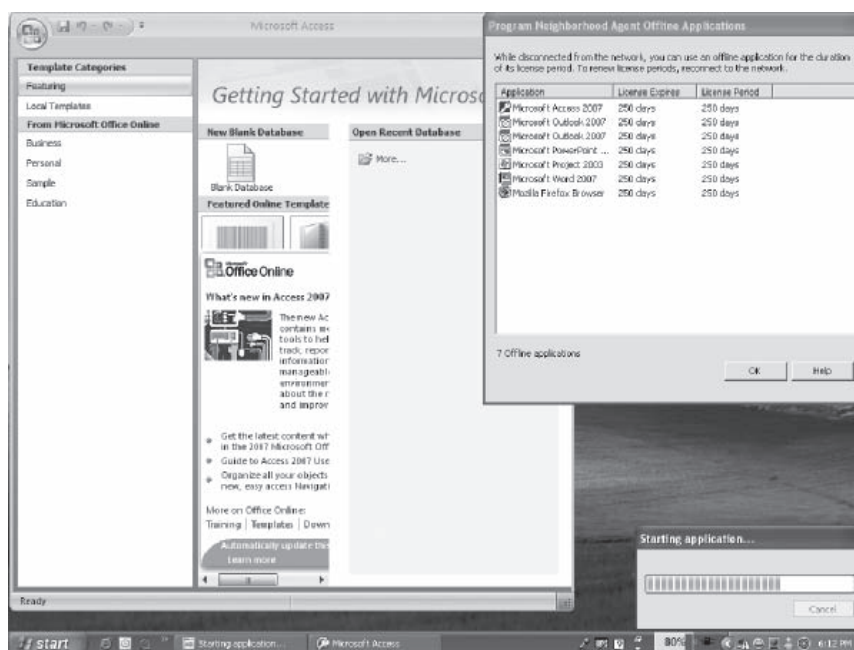 Microsoft Access
Template Categories
Featuring
Local Templates
From Microsoft Office Online
Business
Personal
Sample
Education
Getting Started with Microso
New Blank Database
Blank Database
Featured Online Template
Microsoft
Office Online
What's new in Access 2007
The new Ac
contains
tools to hel
track, repor
information
manageabl
environmen
about the r
and improv
Get the latest content wh
in the 2007 Microsoft Off
Guide to Access 2007 Use
Organize all your objects
new, easy access Navigati
More on Office Online:
Training | Templates | Down
Automatically update this
Learn more
Open Recent Database
More...
Ready
Program Neighborhood Agent Offline Applications
While disconnected from the network, you can use an offline application for the duration
of its license period. To renew license periods, reconnect to the network.
Application License Expires License Period
Microsoft Access 2007 250 days 250 days
Microsoft Outlook 2007 250 days 250 days
Microsoft Outlook 2007 250 days 250 days
Microsoft PowerPoint ... 250 days 250 days
Microsoft Project 2003 250 days 250 days
Microsoft Word 2007 250 days 250 days
Mozilla Firefox Browser 250 days 250 days
7 Offline applications
OK Help
Starting application...
Cancel
start Starting application... Microsoft Access 80% 6:12 PM